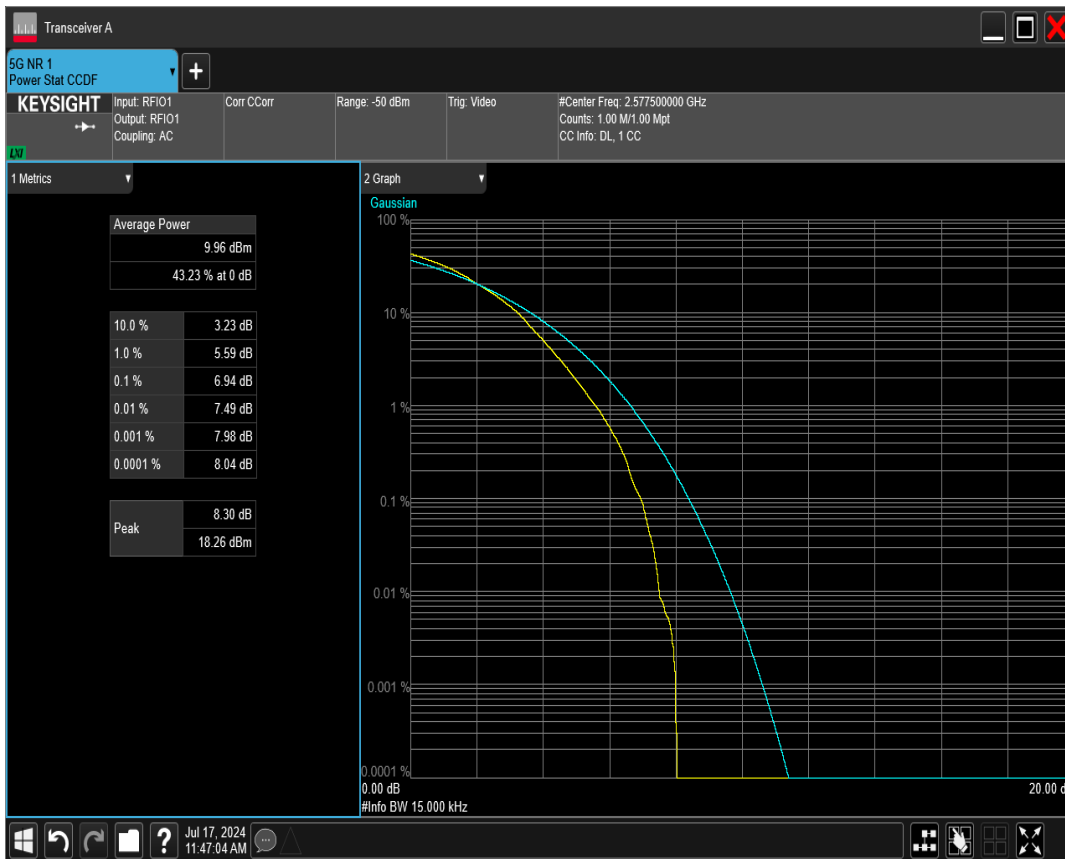 Transceiver A
5G NR 1
Power Stat CCDF
KEYSIGHT
LXI
Input: RFIO1
Output: RFIO1
Coupling: AC
Corr CCorr
Range: -50 dBm
Trig: Video
#Center Freq: 2.577500000 GHz
Counts: 1.00 M/1.00 Mpt
CC Info: DL, 1 CC
1 Metrics
Average Power
9.96 dBm
43.23 % at 0 dB
10.0 % 3.23 dB
1.0 % 5.59 dB
0.1 % 6.94 dB
0.01 % 7.49 dB
0.001 % 7.98 dB
0.0001 % 8.04 dB
Peak
8.30 dB
18.26 dBm
2 Graph
Gaussian
100 %
10 %
1 %
0.1 %
0.01 %
0.001 %
0.0001 %
0.00 dB 20.00 d
#Info BW 15.000 kHz
?
Jul 17, 2024
11:47:04 AM